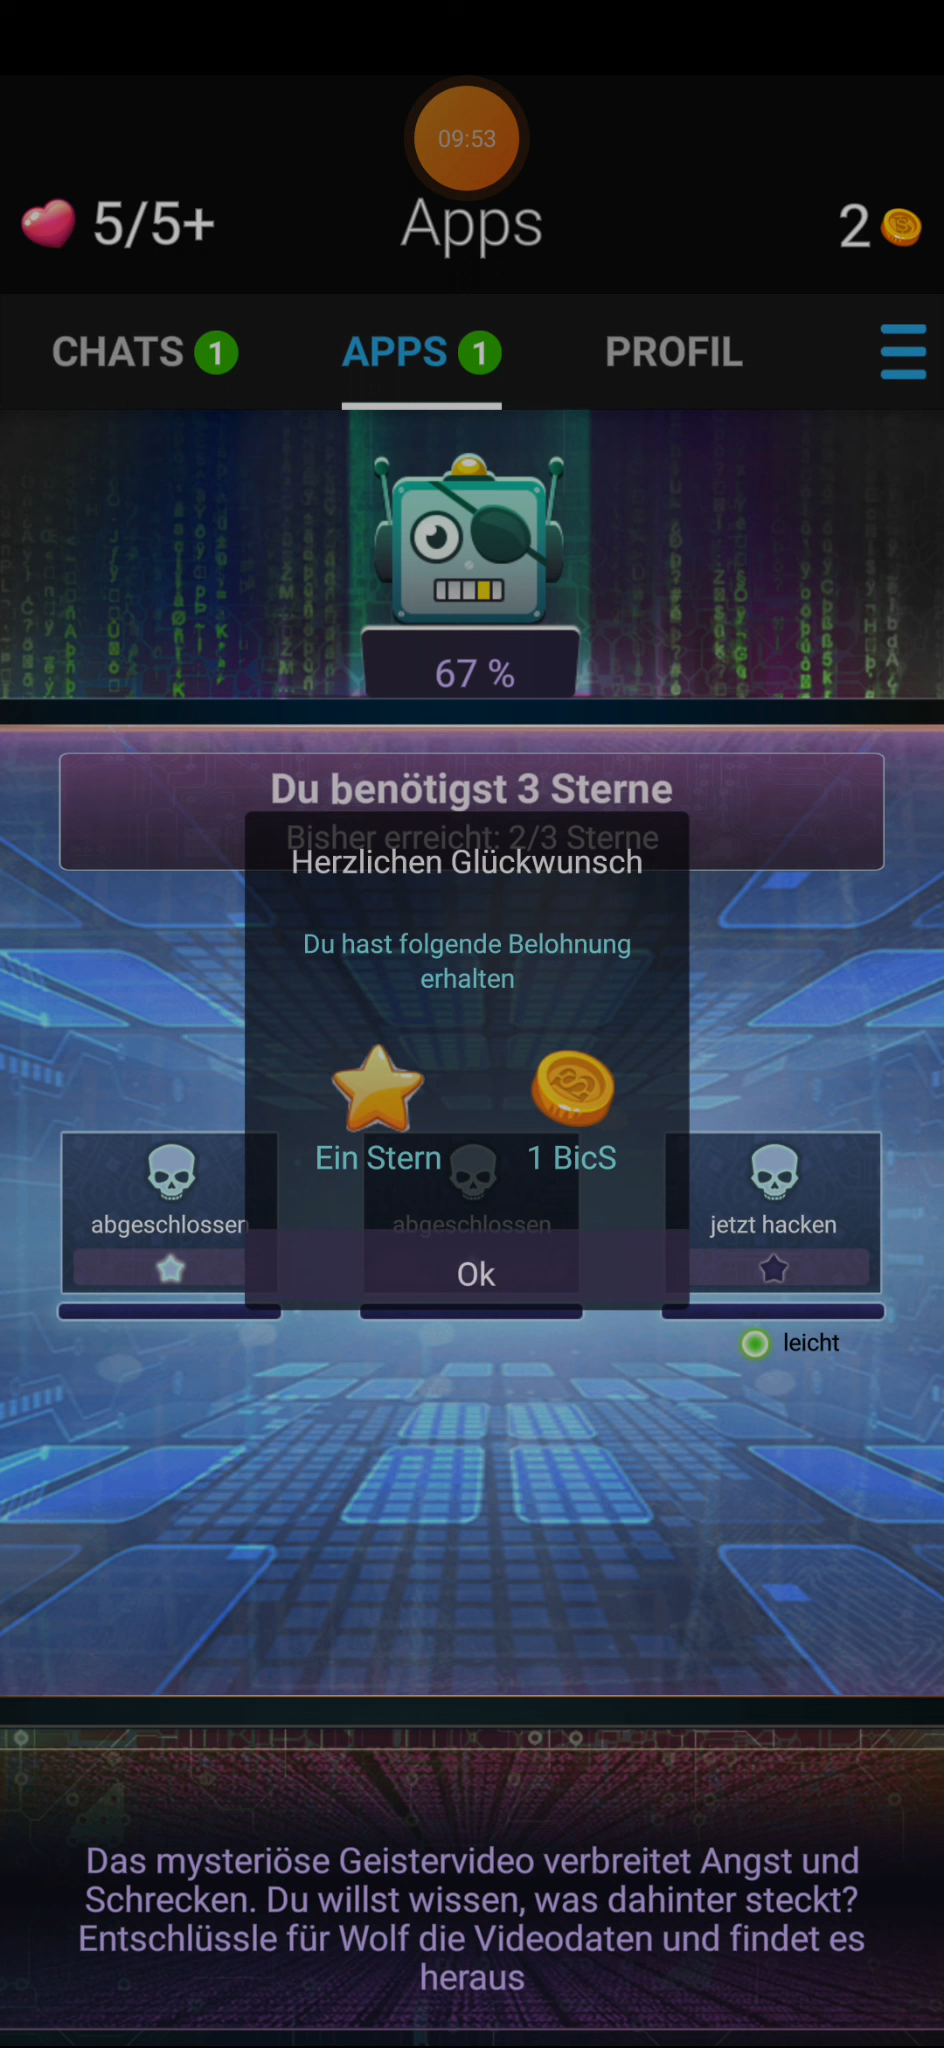 09:53
5/5+
Apps
2
CHATS 1
APPS 1
PROFIL
67 %
Du benötigst 3 Sterne
Bisher erreicht: 2/3 Sterne
Herzlichen Glückwunsch
Du hast folgende Belohnung
erhalten
Ein Stern
1 BicS
abgeschlossen
abgeschlossen
jetzt hacken
Ok
leicht
Das mysteriöse Geistervideo verbreitet Angst und
Schrecken. Du willst wissen, was dahinter steckt?
Entschlüssle für Wolf die Videodaten und findet es
heraus